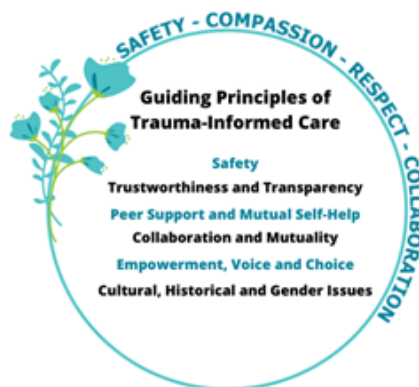 SAFETY - COMPASSION - RESPECT - COLLABORATION
Guiding Principles of
Trauma-Informed Care
Safety
Trustworthiness and Transparency
Peer Support and Mutual Self-Help
Collaboration and Mutuality
Empowerment, Voice and Choice
Cultural, Historical and Gender Issues